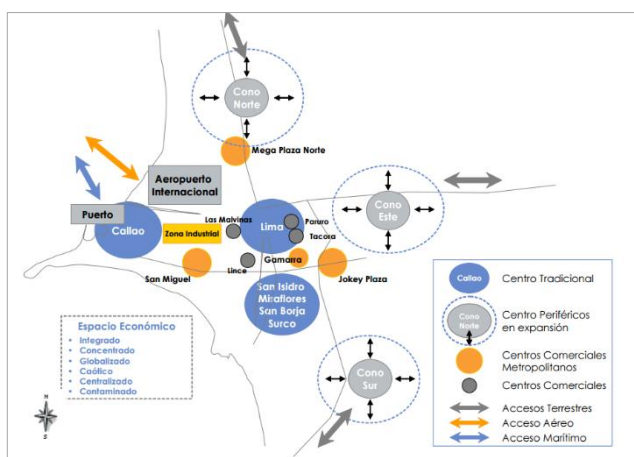 Cono
Norte
Mega Plaza Norte
Aeropuerto
Internacional
Puerto
Callao
Zona Industrial
Las Malvinas
Lima
Paruro
Tacora
Cono
Este
San Miguel
Lince
Gamarra
Jokey Plaza
San Isidro
Miraflores
San Borja
Surco
Cono
Sur
Espacio Económico
Integrado
Concentrado
Globalizado
Caótico
Centralizado
Contaminado
N
S
Callao
Centro Tradicional
Cono
Norte
Centro Periféricos
en expansión
Centros Comerciales
Metropolitanos
Centros Comerciales
Accesos Terrestres
Acceso Aéreo
Acceso Marítimo